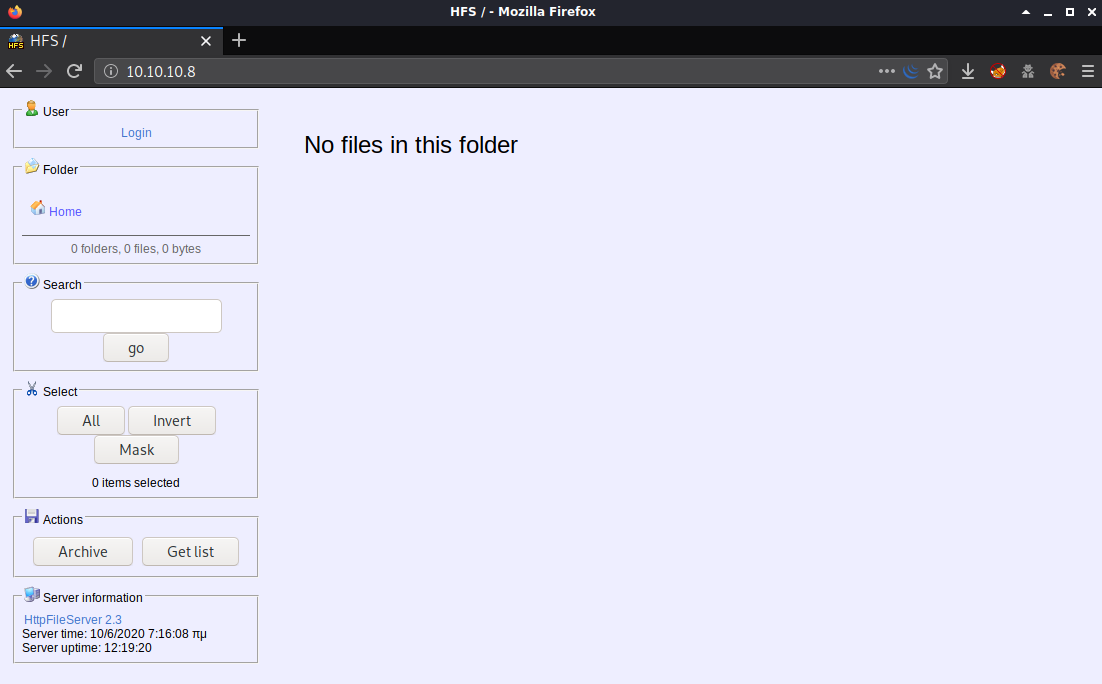 HFS / - Mozilla Firefox
HFS /
10.10.10.8
User
Login
Folder
Home
0 folders, 0 files, 0 bytes
Search
go
Select
All Invert
Mask
0 items selected
Actions
Archive Get list
Server information
HttpFileServer 2.3
Server time: 10/6/2020 7:16:08 πμ
Server uptime: 12:19:20
No files in this folder